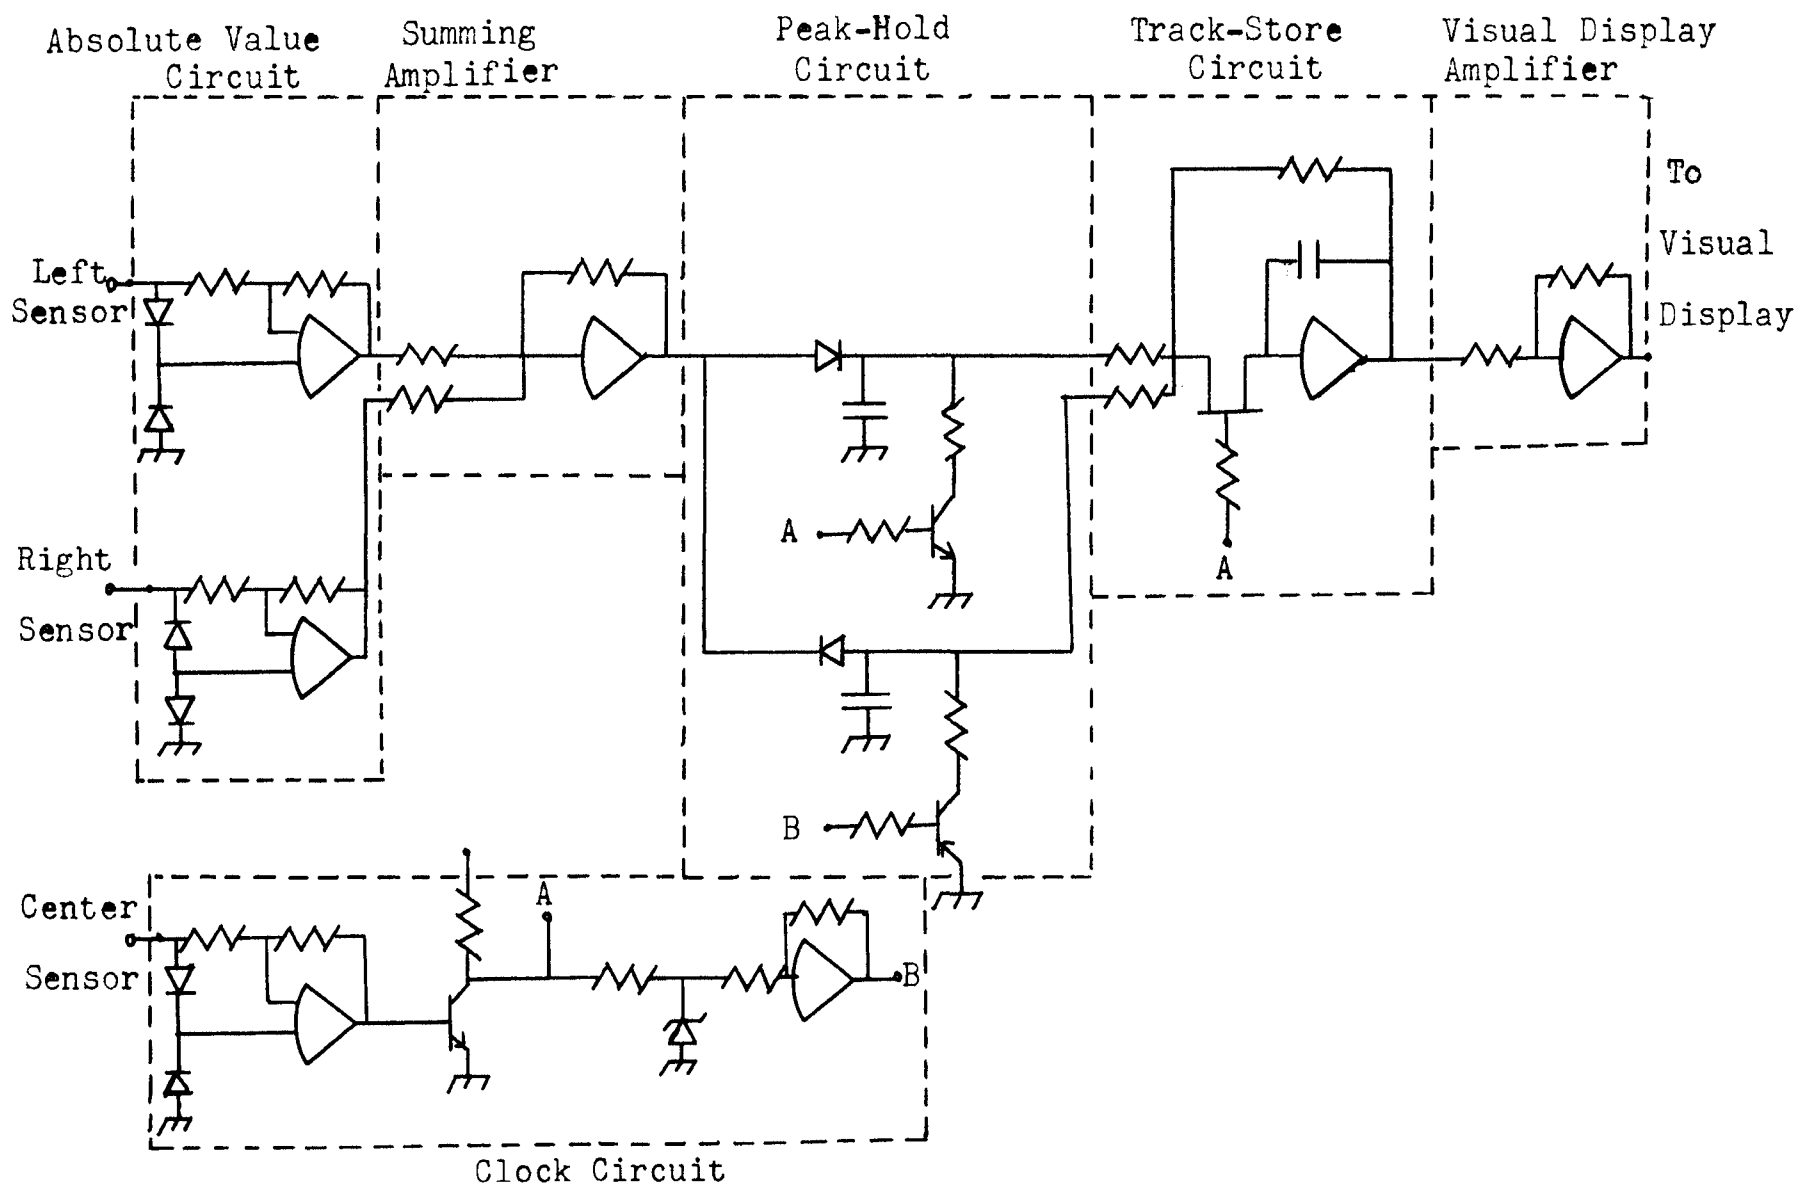 Absolute Value
Circuit
Summing
Amplifier
Peak-Hold
Circuit
Track-Store
Circuit
Visual Display
Amplifier
To
Visual
Display
Left
Sensor
A
A
Right
Sensor
B
Center
Sensor
A
B
Clock Circuit